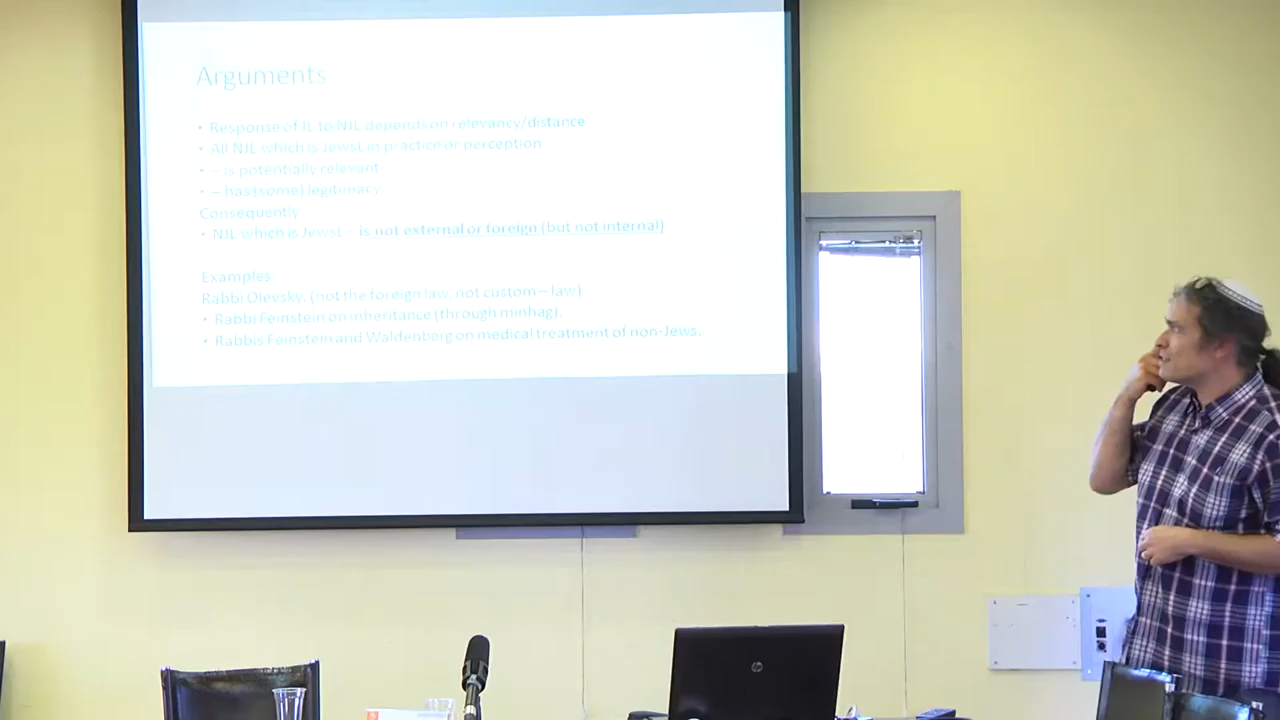 Arguments
• Response of JL to NJL depends on relevancy/distance
• All NJL which is JewsL in practice or perception
• – is potentially relevant
• – has (some) legitimacy
Consequently
• NJL which is JewsL – is not external or foreign (but not internal)
Examples:
Rabbi Olevsky. (not the foreign law, not custom – law)
• Rabbi Feinstein on inheritance (through minhag).
• Rabbis Feinstein and Waldenberg on medical treatment of non-Jews.
hp